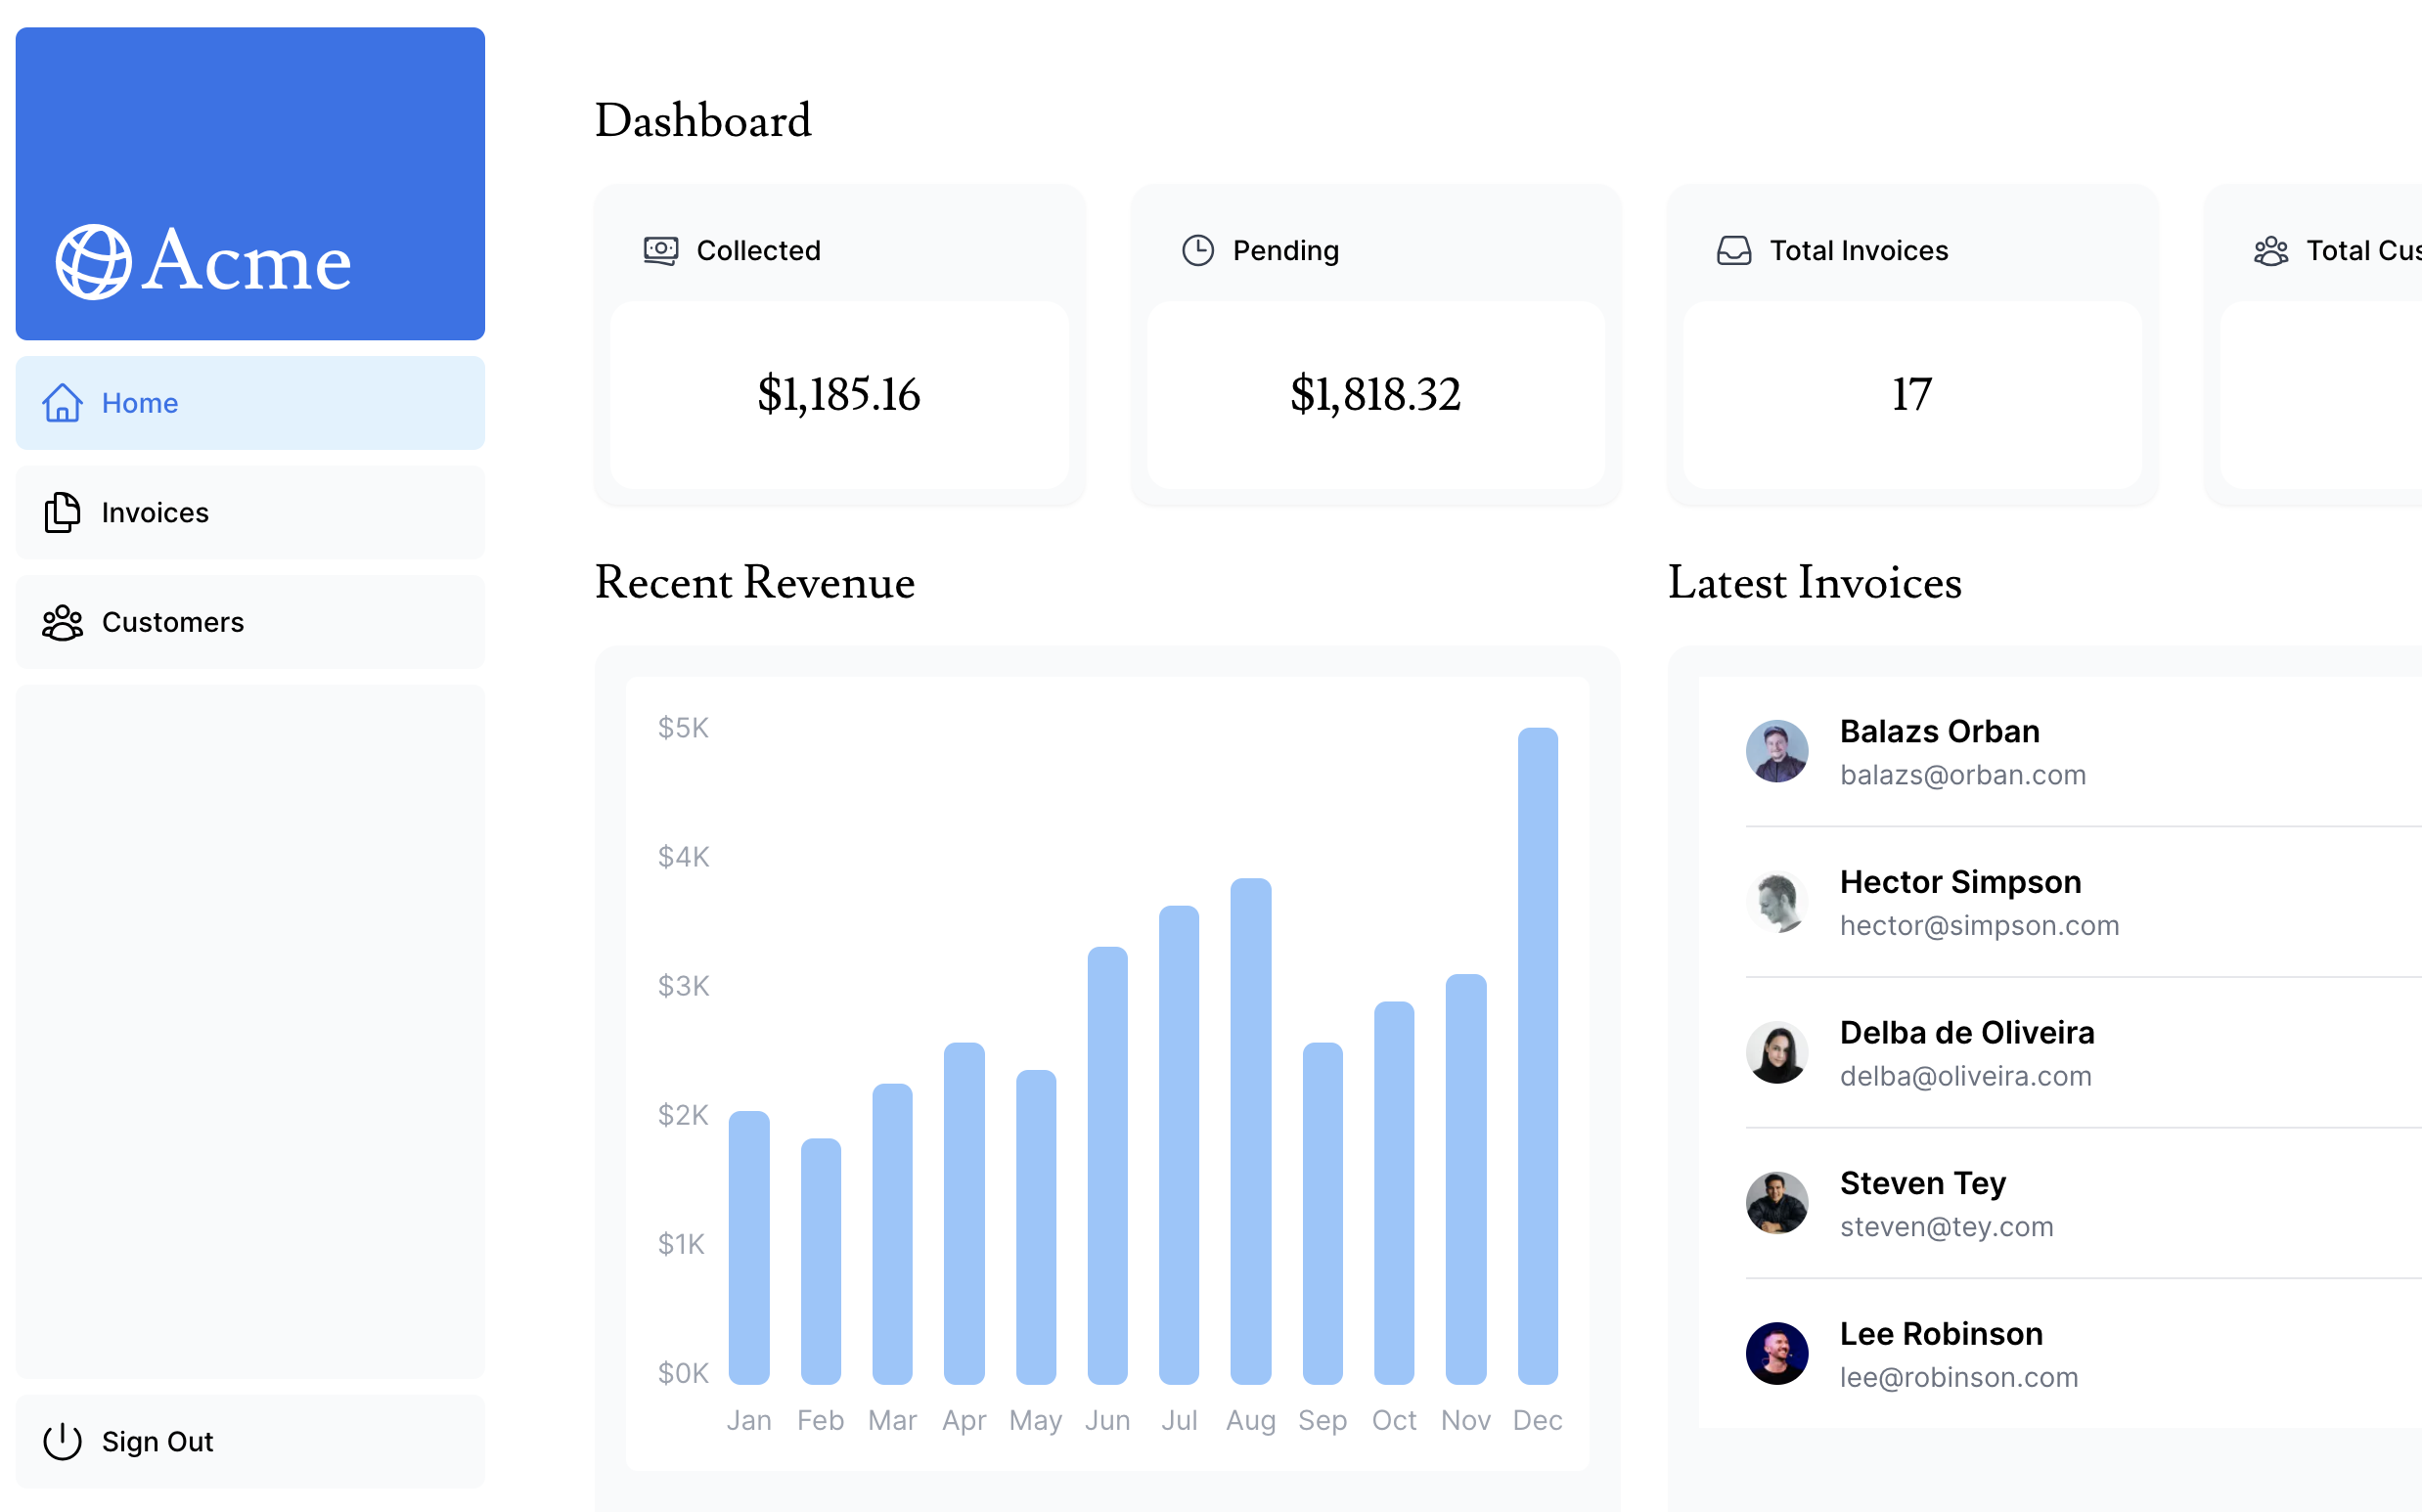 Acme
Home
Invoices
Customers
Sign Out
Dashboard
Collected
$1,185.16
Pending
$1,818.32
Total Invoices
17
Total Cus
Recent Revenue
$5K
$4K
$3K
$2K
$1K
$0K
Jan Feb Mar Apr May Jun Jul Aug Sep Oct Nov Dec
Latest Invoices
Balazs Orban
balazs@orban.com
Hector Simpson
hector@simpson.com
Delba de Oliveira
delba@oliveira.com
Steven Tey
steven@tey.com
Lee Robinson
lee@robinson.com